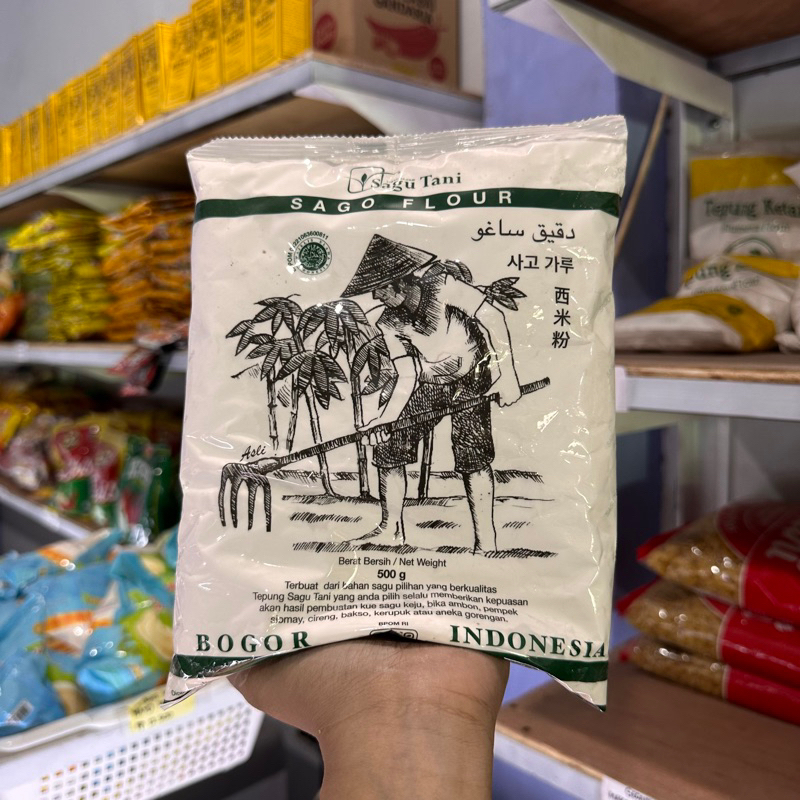 Sagu Tani
SAGO FLOUR
دقيق ساغو
사고 가루
西米粉
Asli
Berat Bersih / Net Weight
500 g
Terbuat dari bahan sagu pilihan yang berkualitas
Tepung Sagu Tani yang anda pilih selalu memberikan kepuasan
akan hasil pembuatan kue sagu keju, bika ambon, pempek
siomay, cireng, bakso, kerupuk atau aneka gorengan.
BPOM RI
BOGOR INDONESIA
Tepung Ketan